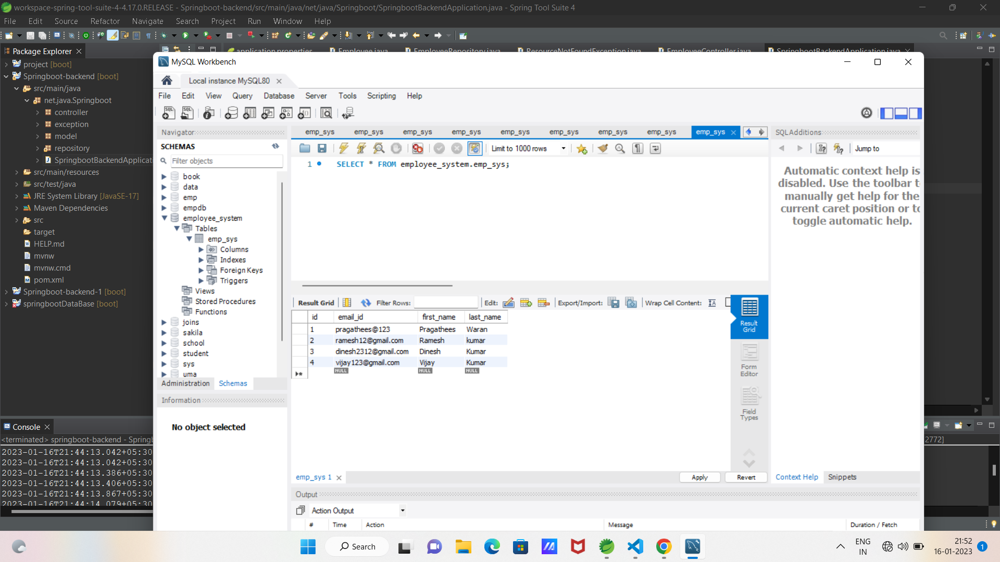 workspace-spring-tool-suite-4-4.17.0.RELEASE - Springboot-backend/src/main/java/net/java/Springboot/SpringbootBackendApplication.java - Spring Tool Suite 4
File Edit Source Refactor Navigate Search Project Run Window Help
Package Explorer
application.properties Employee.java EmployeeRepository.java ResourceNotFoundException.java EmployeeController.java SpringbootBackendApplication.java
project [boot]
Springboot-backend [boot]
src/main/java
net.java.Springboot
controller
exception
model
repository
SpringbootBackendApplicat
src/main/resources
src/test/java
JRE System Library [JavaSE-17]
Maven Dependencies
src
target
HELP.md
mvnw
mvnw.cmd
pom.xml
Springboot-backend-1 [boot]
springbootDataBase [boot]
Console
<terminated> springboot-backend - Springb
2772]
2023-01-16T21:44:13.042+05:30
2023-01-16T21:44:13.042+05:30
2023-01-16T21:44:13.386+05:30
2023-01-16T21:44:13.406+05:30
2023-01-16T21:44:13.867+05:30
2023-01-16T21:44:14.079+05:30
MySQL Workbench
Local instance MySQL80
File Edit View Query Database Server Tools Scripting Help
Navigator
SCHEMAS
Filter objects
book
data
emp
empdb
employee_system
Tables
emp_sys
Columns
Indexes
Foreign Keys
Triggers
Views
Stored Procedures
Functions
joins
sakila
school
student
sys
uma
Administration Schemas
Information
No object selected
emp_sys emp_sys emp_sys emp_sys emp_sys emp_sys emp_sys emp_sys emp_sys
Limit to 1000 rows
1 SELECT * FROM employee_system.emp_sys;
Result Grid Filter Rows: Edit: Export/Import: Wrap Cell Content:
id email_id first_name last_name
1 pragathees@123 Pragathees Waran
2 ramesh12@gmail.com Ramesh kumar
3 dinesh2312@gmail.com Dinesh Kumar
4 vijay123@gmail.com Vijay Kumar
NULL NULL NULL
Result Grid
Form Editor
Field Types
emp_sys 1
Apply Revert
SQLAdditions
Jump to
Automatic context help is
disabled. Use the toolbar t
manually get help for the
current caret position or to
toggle automatic help.
Context Help Snippets
Output
Action Output
# Time Action Message Duration / Fetch
Search
ENG
IN
21:52
16-01-2023
1